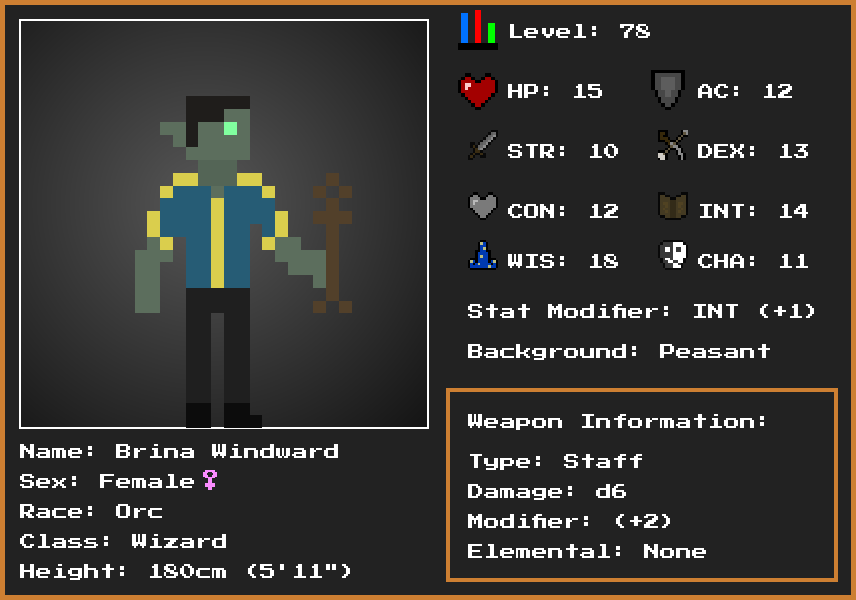 Level: 78
HP: 15 AC: 12
STR: 10 DEX: 13
CON: 12 INT: 14
WIS: 18 CHA: 11
Stat Modifier: INT (+1)
Background: Peasant
Weapon Information:
Type: Staff
Damage: d6
Modifier: (+2)
Elemental: None
Name: Brina Windward
Sex: Female♀
Race: Orc
Class: Wizard
Height: 180cm (5'11")